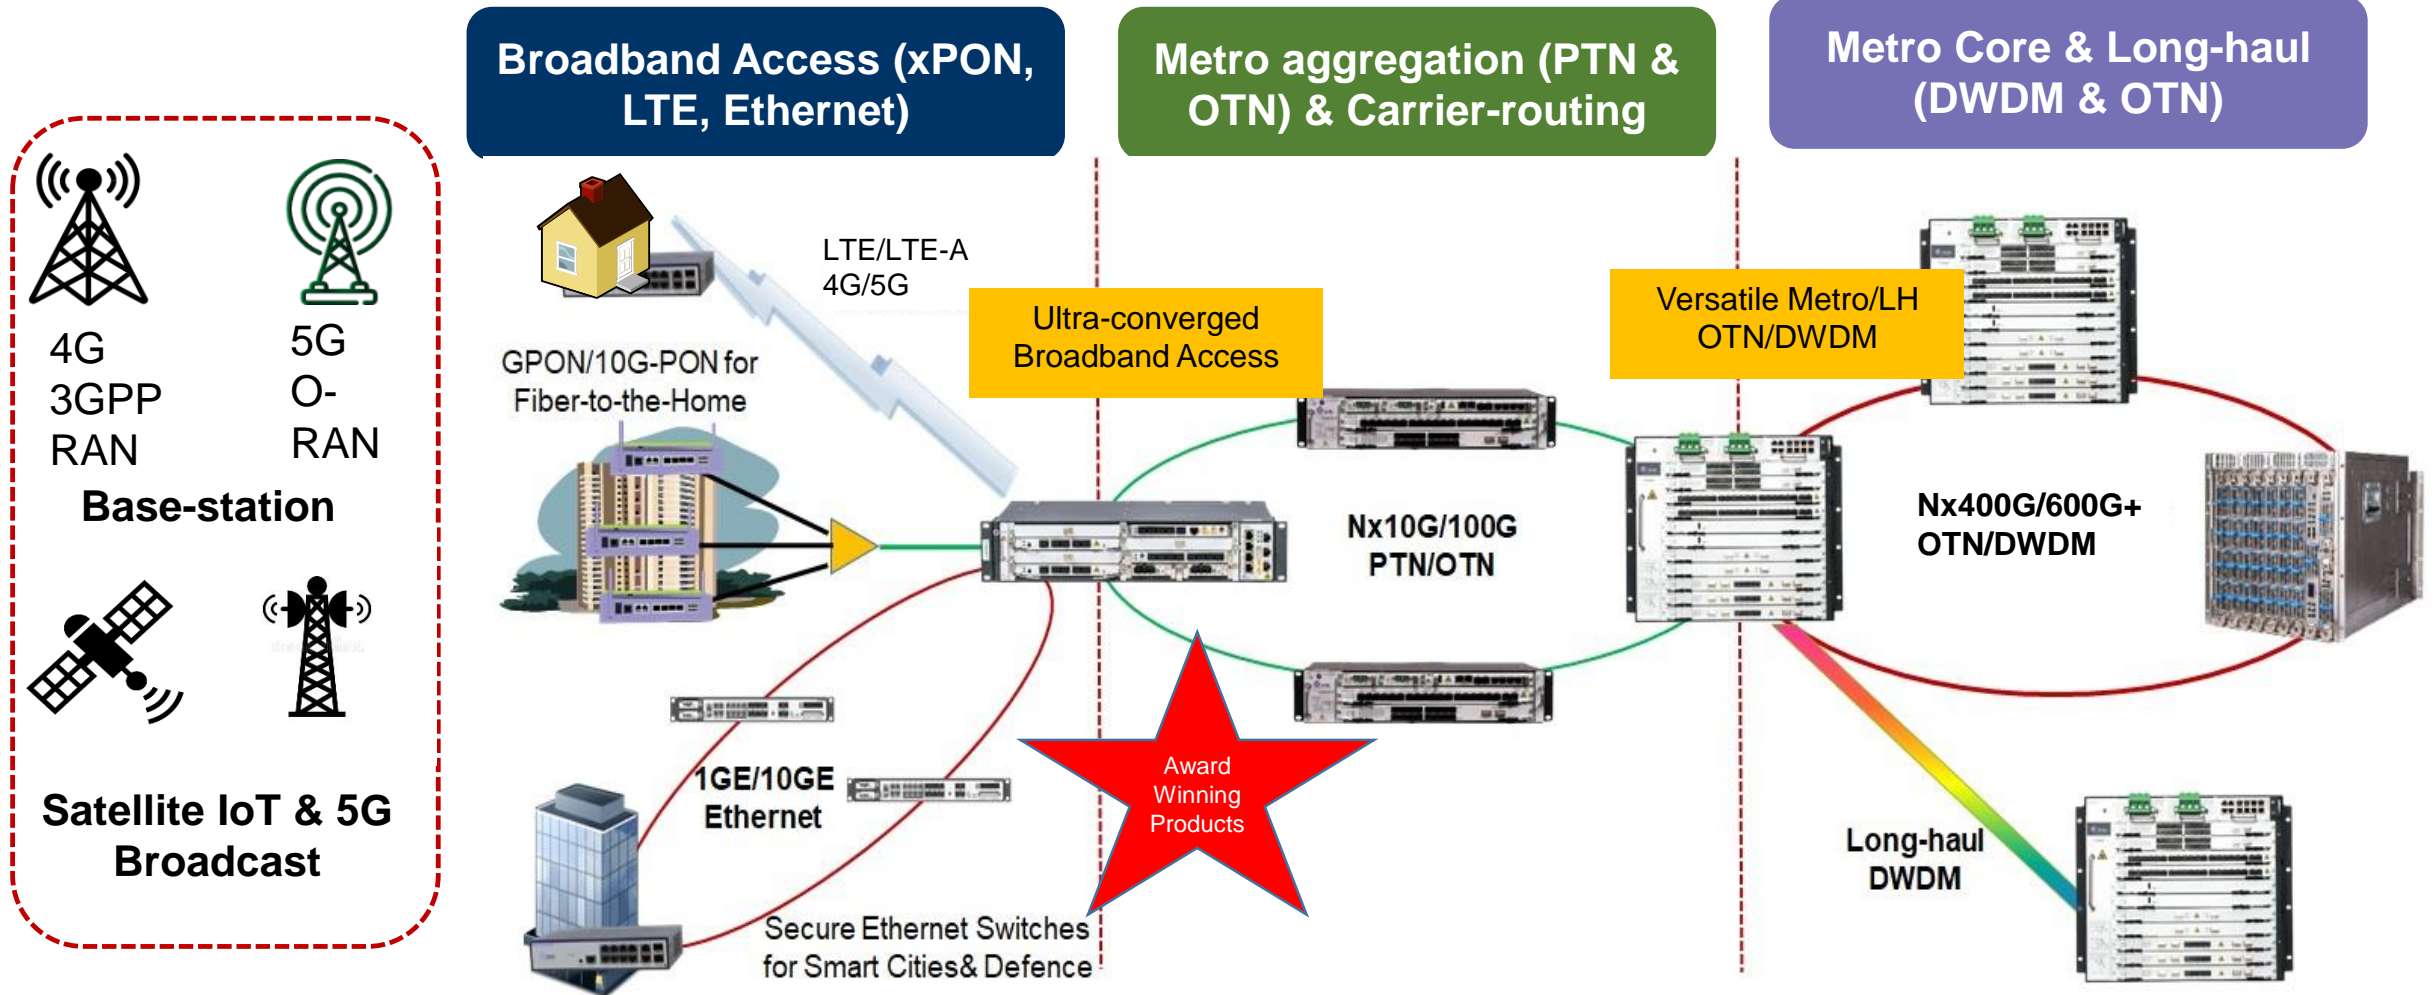 Broadband Access (xPON,
LTE, Ethernet)
Metro aggregation (PTN &
OTN) & Carrier-routing
Metro Core & Long-haul
(DWDM & OTN)
4G
3GPP
RAN
5G
O-
RAN
Base-station
Satellite IoT & 5G
Broadcast
LTE/LTE-A
4G/5G
GPON/10G-PON for
Fiber-to-the-Home
Ultra-converged
Broadband Access
Versatile Metro/LH
OTN/DWDM
Nx10G/100G
PTN/OTN
Nx400G/600G+
OTN/DWDM
1GE/10GE
Ethernet
Award
Winning
Products
Long-haul
DWDM
Secure Ethernet Switches
for Smart Cities& Defence